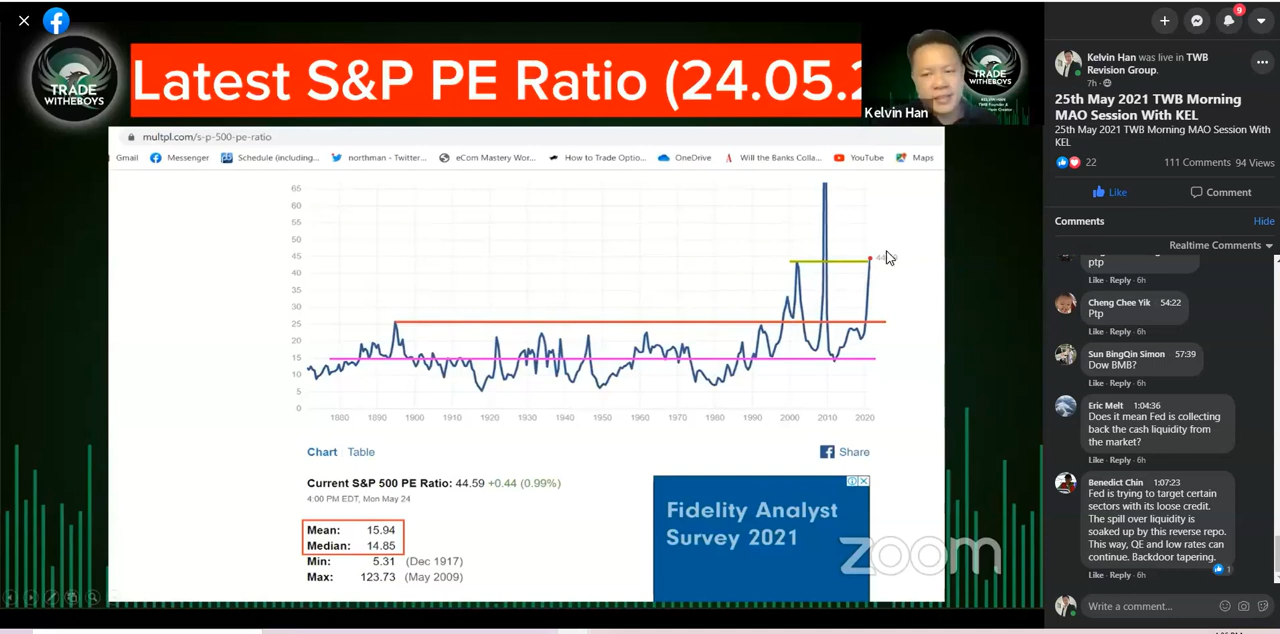 Latest S&P PE Ratio (24.05.2
TRADE
WITHEBOYS
TRADE
WITHEBOYS
Kelvin Han
multpl.com/s-p-500-pe-ratio
Gmail
Messenger
Schedule (including...
northman - Twitter...
eCom Mastery Wor...
How to Trade Optio...
OneDrive
Will the Banks Colla...
YouTube
Maps
65
60
55
50
45
40
35
30
25
20
15
10
5
0
1880 1890 1900 1910 1920 1930 1940 1950 1960 1970 1980 1990 2000 2010 2020
Chart Table
Share
Current S&P 500 PE Ratio: 44.59 +0.44 (0.99%)
4:00 PM EDT, Mon May 24
Mean: 15.94
Median: 14.85
Min: 5.31 (Dec 1917)
Max: 123.73 (May 2009)
Fidelity Analyst
Survey 2021
zoom
9
Kelvin Han was live in TWB
Revision Group.
7h
25th May 2021 TWB Morning
MAO Session With KEL
25th May 2021 TWB Morning MAO Session With
KEL
22
111 Comments 94 Views
Like
Comment
Comments
Hide
Realtime Comments
ptp
Like · Reply · 6h
Cheng Chee Yik 54:22
Ptp
Like · Reply · 6h
Sun BingQin Simon 57:39
Dow BMB?
Like · Reply · 6h
Eric Melt 1:04:36
Does it mean Fed is collecting
back the cash liquidity from
the market?
Like · Reply · 6h
Benedict Chin 1:07:23
Fed is trying to target certain
sectors with its loose credit.
The spill over liquidity is
soaked up by this reverse repo.
This way, QE and low rates can
continue. Backdoor tapering.
1
Like · Reply · 6h
Write a comment...